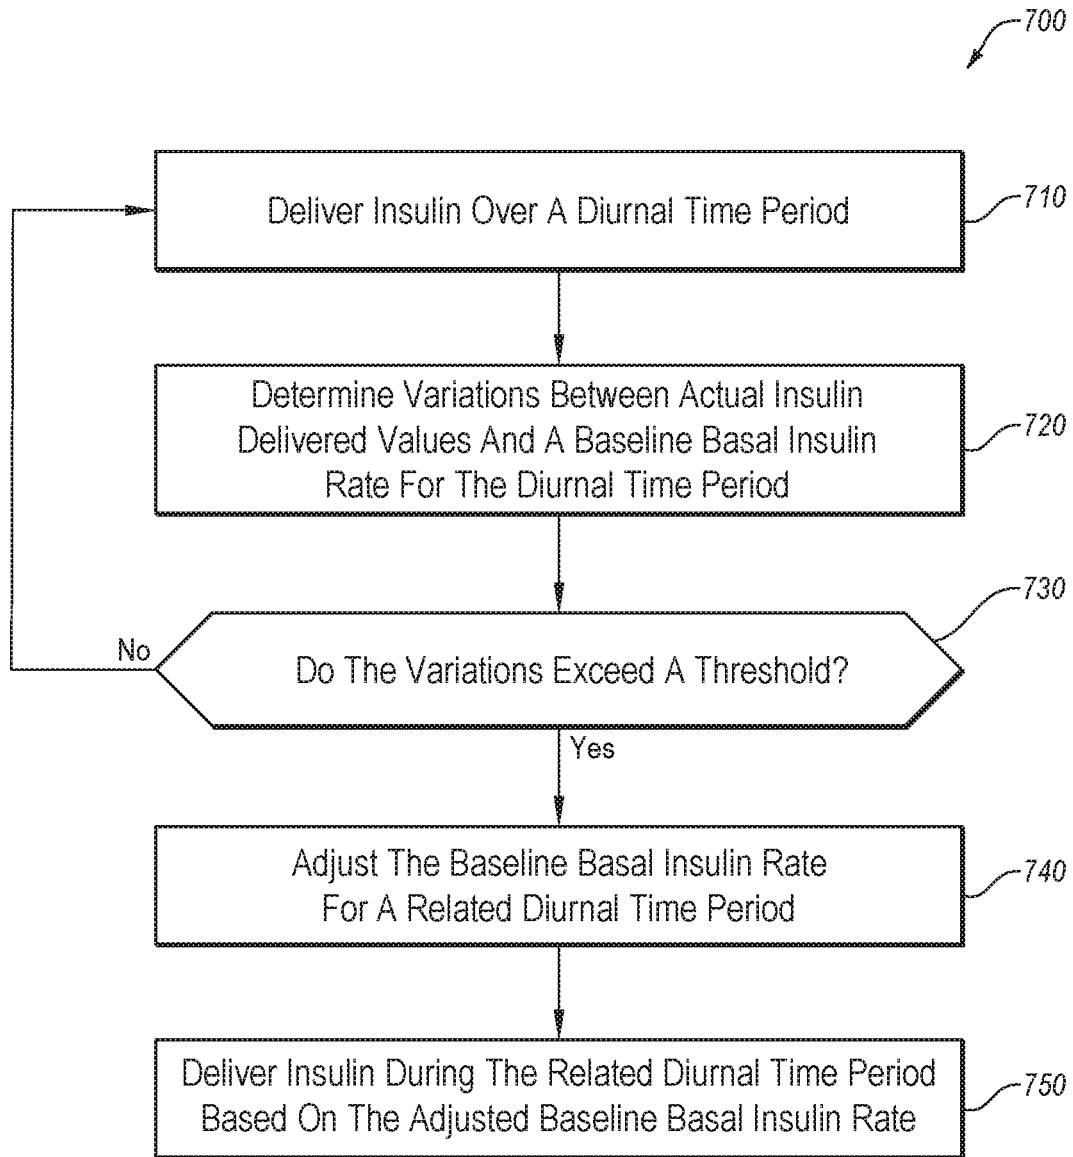 700
Deliver Insulin Over A Diurnal Time Period
710
Determine Variations Between Actual Insulin
Delivered Values And A Baseline Basal Insulin
Rate For The Diurnal Time Period
720
730
No
Do The Variations Exceed A Threshold?
Yes
Adjust The Baseline Basal Insulin Rate
For A Related Diurnal Time Period
740
Deliver Insulin During The Related Diurnal Time Period
Based On The Adjusted Baseline Basal Insulin Rate
750